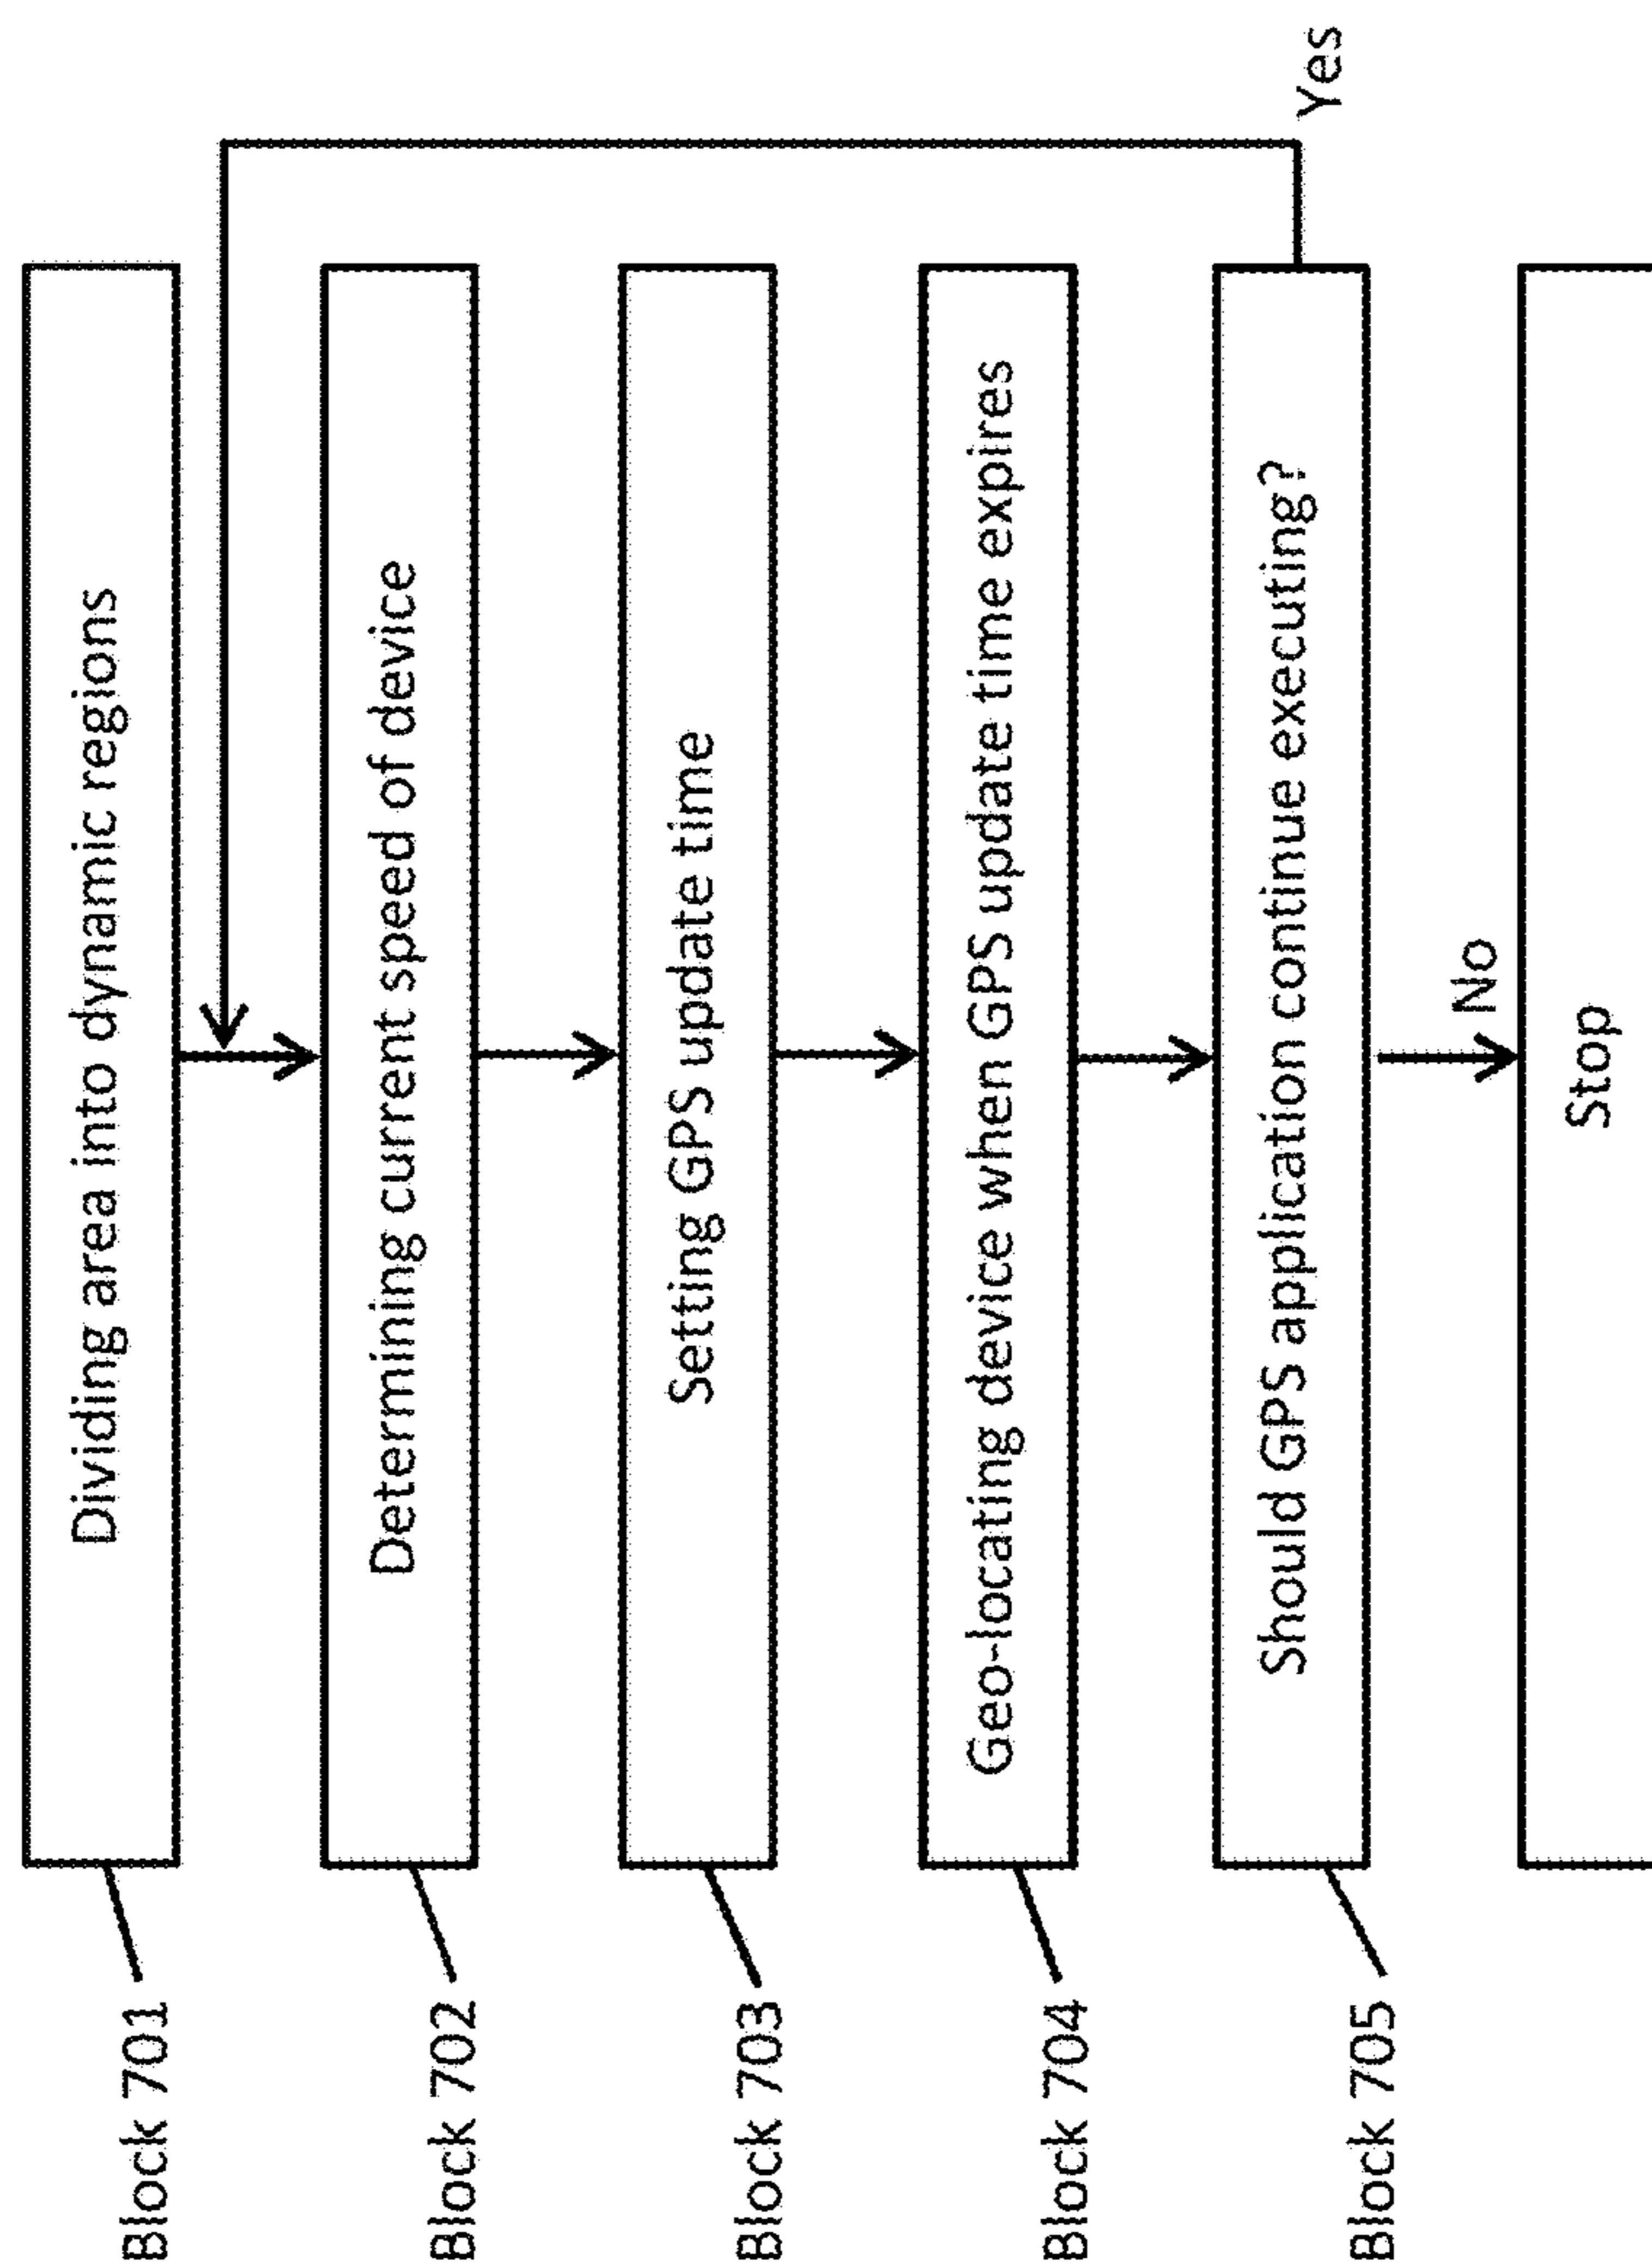 Block 701
Dividing area into dynamic regions
Block 702
Determining current speed of device
Block 703
Setting GPS update time
Block 704
Geo-locating device when GPS update time expires
Block 705
Should GPS application continue executing?
Yes
No
Stop